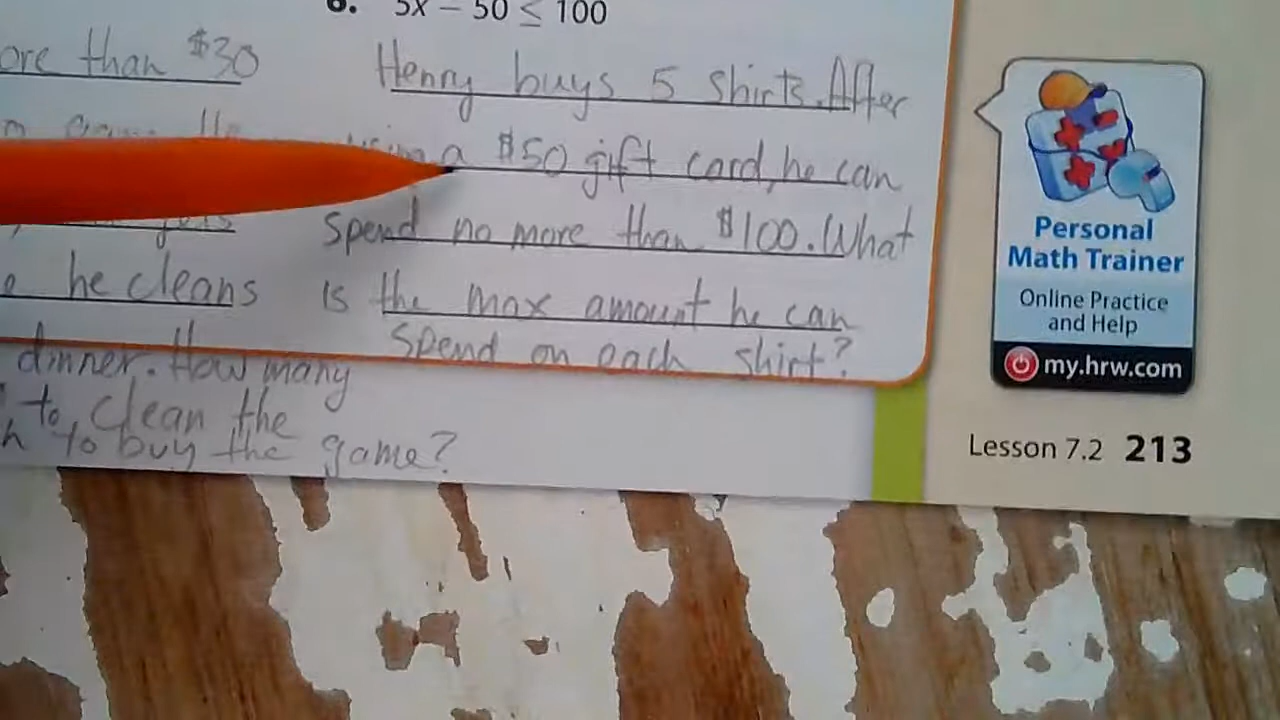 6. 5x − 50 ≤ 100
ore than $30
Henry buys 5 shirts. After
a $50 gift card, he can
spend no more than $100. What
he cleans
is the max amount he can
spend on each shirt?
dinner. How many
to clean the
to buy the game?
Personal
Math Trainer
Online Practice
and Help
my.hrw.com
Lesson 7.2 213